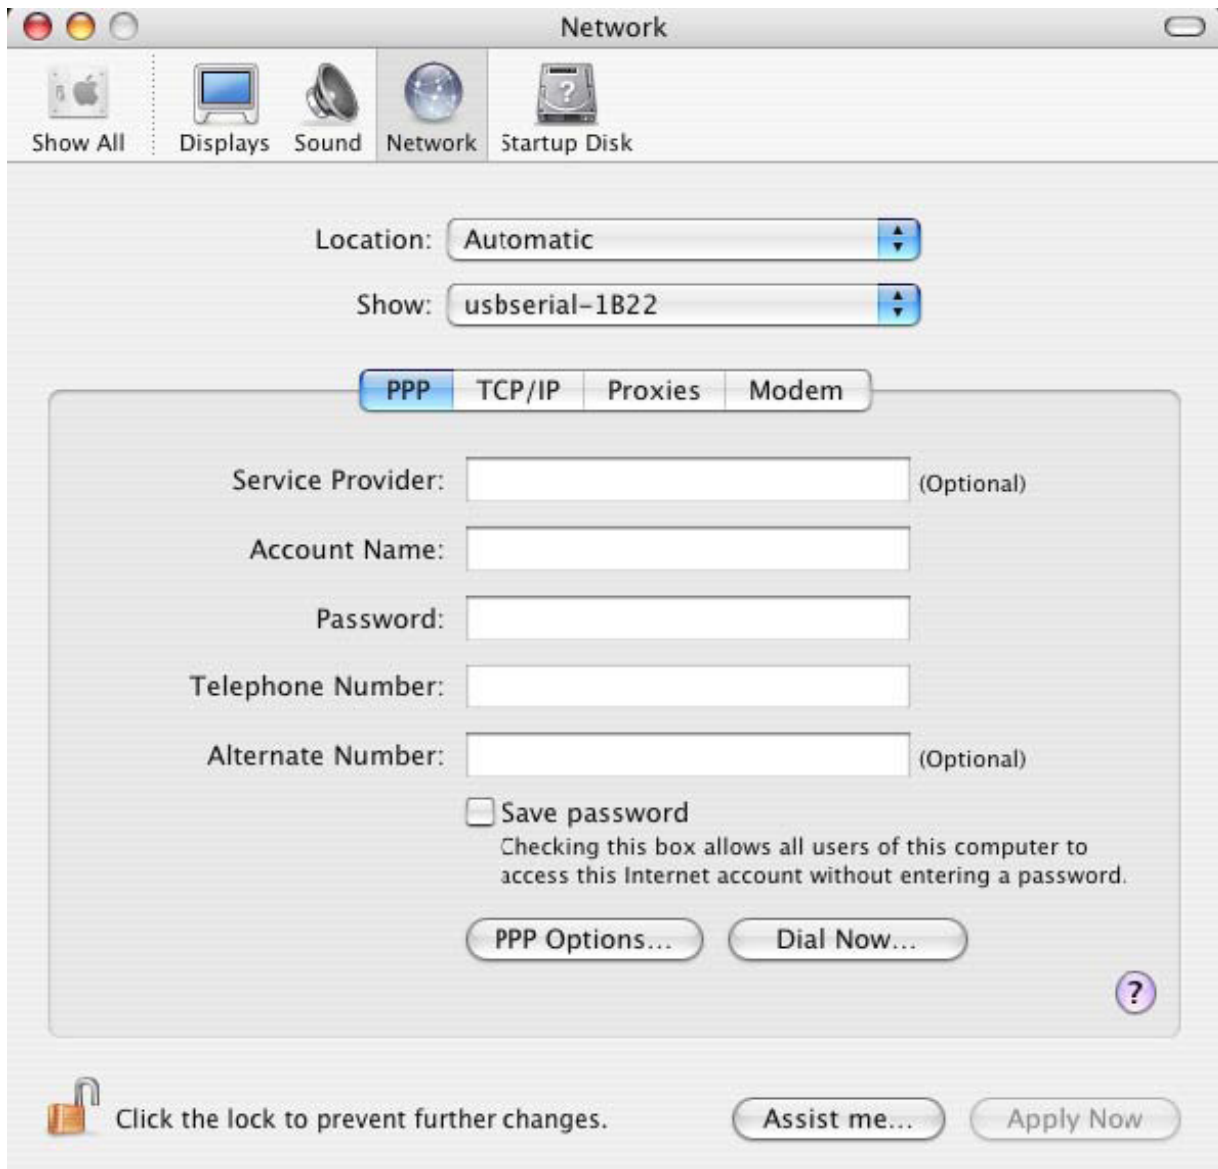 Network
Show All
Displays
Sound
Network
Startup Disk
Location: Automatic
Show: usbserial-1B22
PPP TCP/IP Proxies Modem
Service Provider: (Optional)
Account Name:
Password:
Telephone Number:
Alternate Number: (Optional)
Save password
Checking this box allows all users of this computer to
access this Internet account without entering a password.
PPP Options... Dial Now...
?
Click the lock to prevent further changes. Assist me... Apply Now